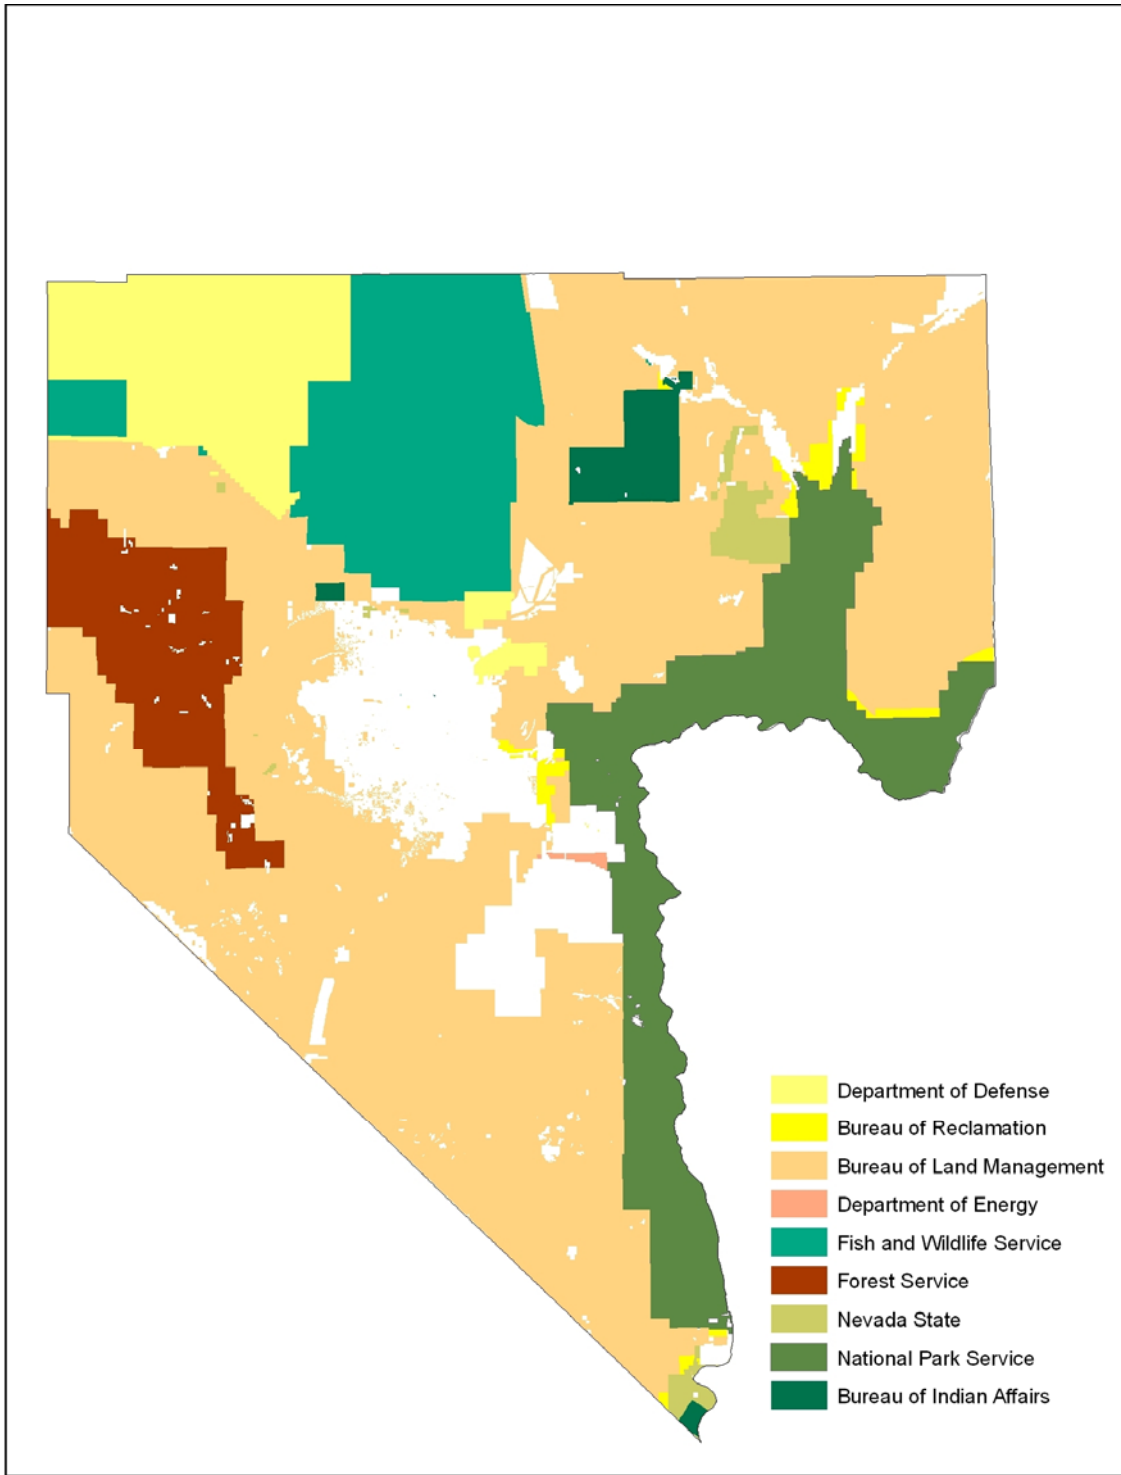 Department of Defense
Bureau of Reclamation
Bureau of Land Management
Department of Energy
Fish and Wildlife Service
Forest Service
Nevada State
National Park Service
Bureau of Indian Affairs